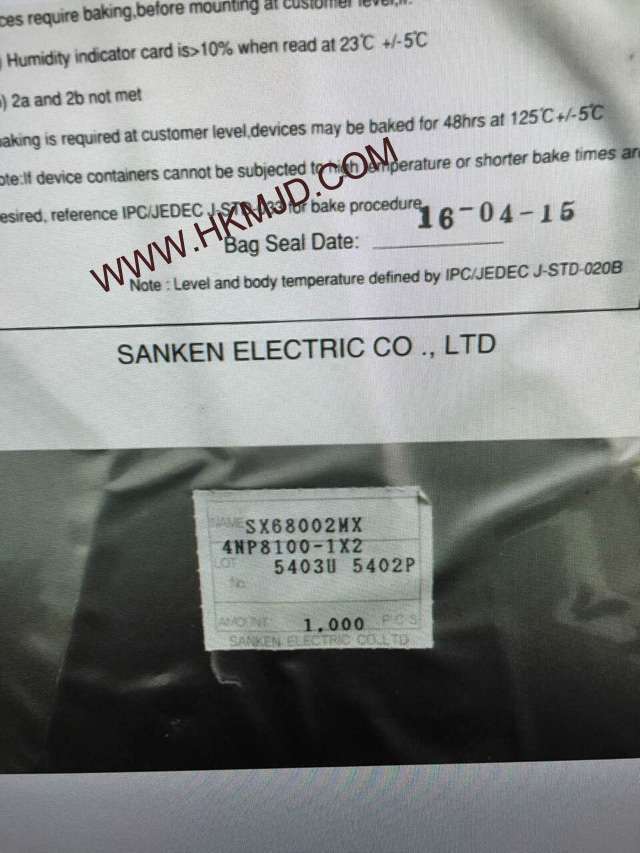 ces require baking,before mounting at customer level,if:
) Humidity indicator card is>10% when read at 23℃ +/-5℃
) 2a and 2b not met
aking is required at customer level,devices may be baked for 48hrs at 125℃+/-5℃
ote:If device containers cannot be subjected to high temperature or shorter bake times are
esired, reference IPC/JEDEC J-STD-033 for bake procedure
16-04-15
Bag Seal Date:
Note : Level and body temperature defined by IPC/JEDEC J-STD-020B
WWW.HKMJD.COM
SANKEN ELECTRIC CO ., LTD
NAME SX68002MX
4NP8100-1X2
LOT 5403U 5402P
No.
AMOUNT 1,000 PCS
SANKEN ELECTRIC CO.,LTD